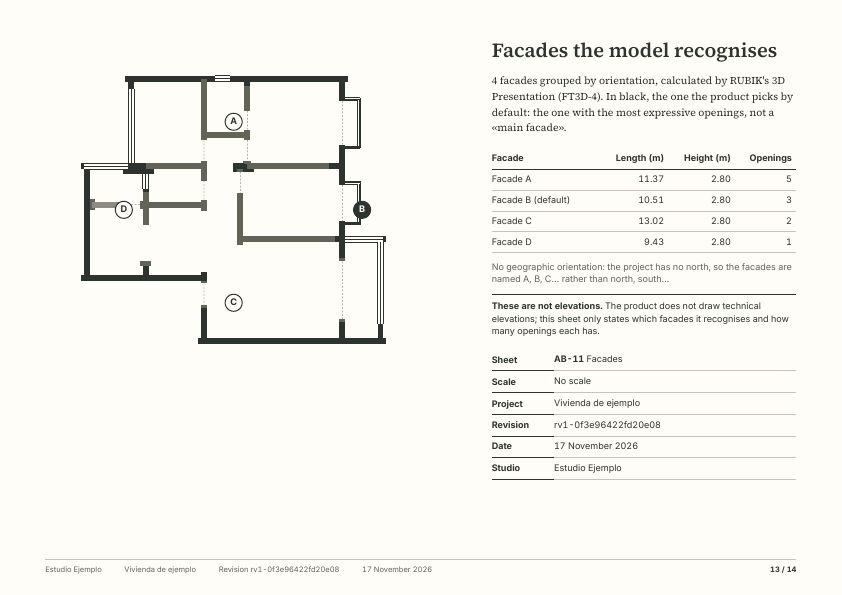 Facades the model recognises
4 facades grouped by orientation, calculated by RUBIK's 3D
Presentation (FT3D-4). In black, the one the product picks by
default: the one with the most expressive openings, not a
«main facade».
Facade Length (m) Height (m) Openings
Facade A 11.37 2.80 5
Facade B (default) 10.51 2.80 3
Facade C 13.02 2.80 2
Facade D 9.43 2.80 1
No geographic orientation: the project has no north, so the facades are
named A, B, C... rather than north, south...
These are not elevations. The product does not draw technical
elevations; this sheet only states which facades it recognises and how
many openings each has.
Sheet AB-11 Facades
Scale No scale
Project Vivienda de ejemplo
Revision rv1-0f3e96422fd20e08
Date 17 November 2026
Studio Estudio Ejemplo
A
B
D
C
Estudio Ejemplo Vivienda de ejemplo Revision rv1-0f3e96422fd20e08 17 November 2026 13 / 14